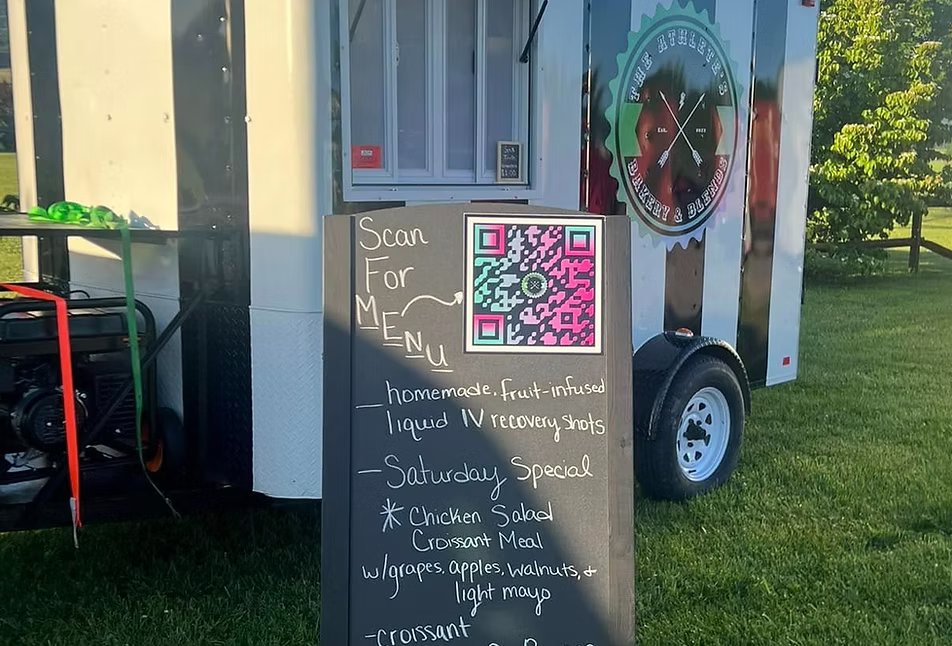 THE ATHLETE'S
BAKERY & BLENDS
Scan
For
MENU
homemade, fruit-infused
liquid IV recovery shots
- Saturday Special
* Chicken Salad
Croissant Meal
w/grapes, apples, walnuts, +
light mayo
-croissant